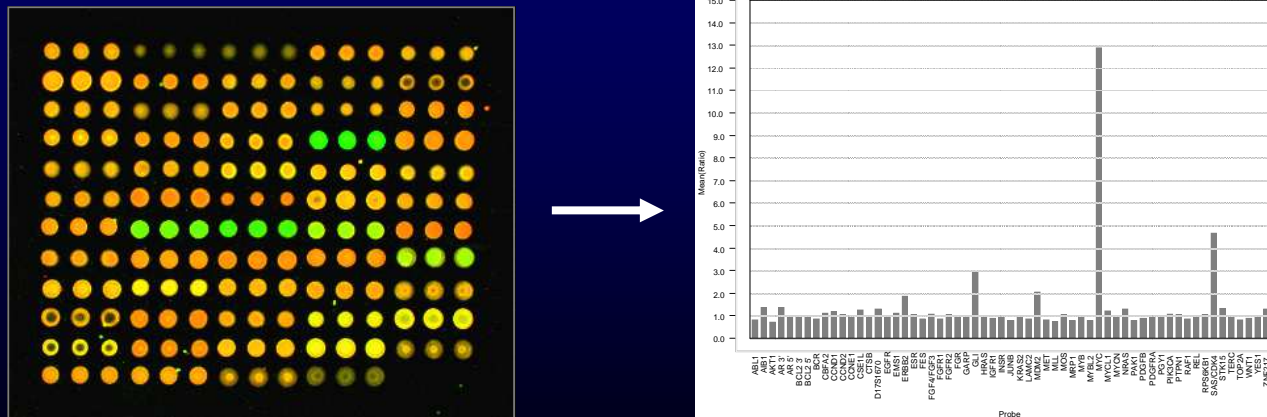 15.0
14.0
13.0
12.0
11.0
10.0
9.0
8.0
7.0
6.0
5.0
4.0
3.0
2.0
1.0
0.0
Mean(Ratio)
ABL1
AIB1
AKT1
AR 3'
AR 5'
BCL2 3'
BCL2 5'
BCR
CBFA2
CCND1
CCND2
CCNE1
CSE1L
CTSB
D17S1670
EGFR
EMS1
ERBB2
ESR
FES
FGF4/FGF3
FGFR1
FGFR2
FGR
GARP
GLI
HRAS
IGFR1
INSR
JUNB
KRAS2
LAMC2
MDM2
MET
MLL
MOS
MRP1
MYB
MYBL2
MYC
MYCL1
MYCN
NRAS
PAK1
PDGFB
PDGFRA
PGY1
PIK3CA
PTPN1
RAF1
REL
RPS6KB1
SAS/CDK4
STK15
TERC
TOP2A
WNT1
YES1
ZNF217
Probe